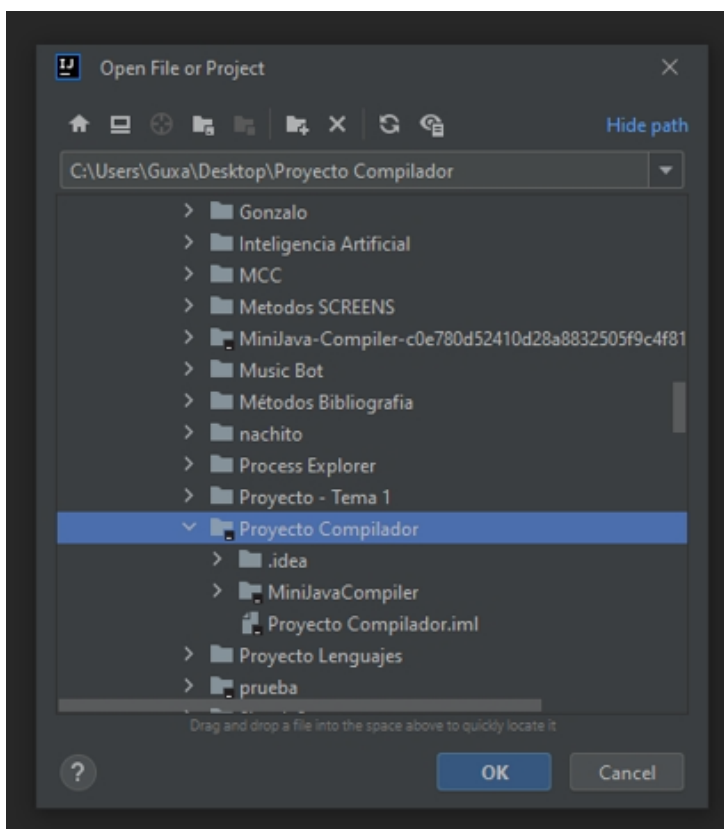 IJ Open File or Project
Hide path
C:\Users\Guxa\Desktop\Proyecto Compilador
Gonzalo
Inteligencia Artificial
MCC
Metodos SCREENS
MiniJava-Compiler-c0e780d52410d28a8832505f9c4f81
Music Bot
Métodos Bibliografia
nachito
Process Explorer
Proyecto - Tema 1
Proyecto Compilador
.idea
MiniJavaCompiler
Proyecto Compilador.iml
Proyecto Lenguajes
prueba
Drag and drop a file into the space above to quickly locate it
? OK Cancel